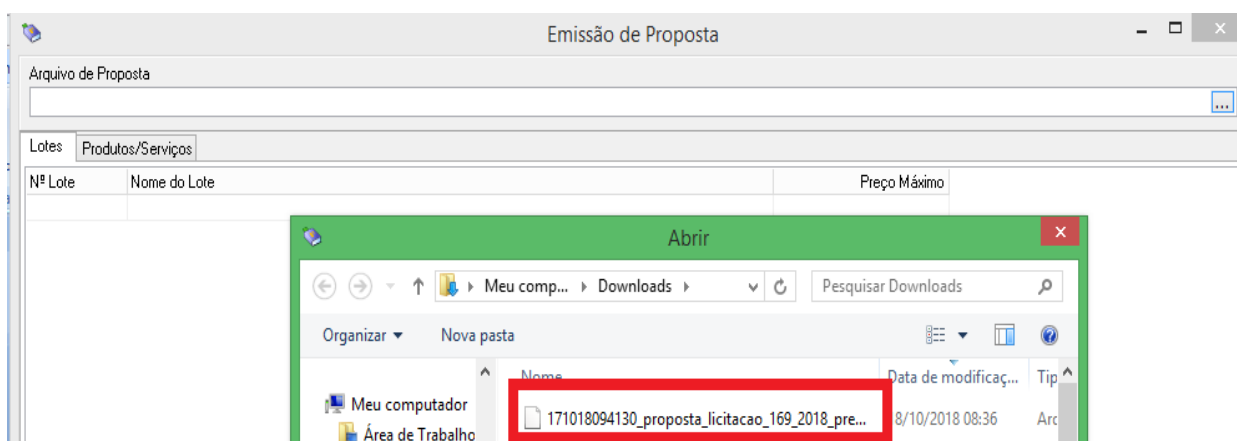 Emissão de Proposta
Arquivo de Proposta
...
Lotes Produtos/Serviços
Nº Lote Nome do Lote Preço Máximo
Abrir
Meu comp... Downloads Pesquisar Downloads
Organizar Nova pasta
Nome Data de modificaç... Tip
Meu computador
171018094130_proposta_licitacao_169_2018_pre... 8/10/2018 08:36 Arc
Área de Trabalho